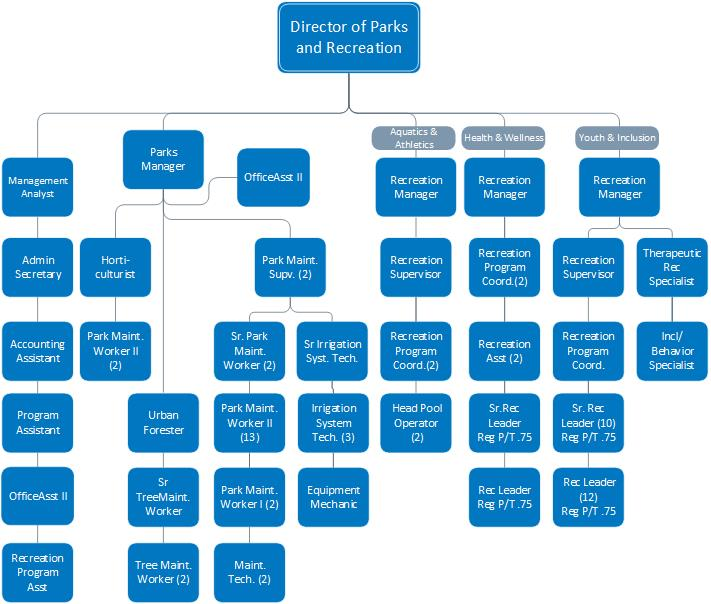 Director of Parks
and Recreation
Aquatics &
Athletics
Health & Wellness
Youth & Inclusion
Management
Analyst
Parks
Manager
OfficeAsst II
Recreation
Manager
Recreation
Manager
Recreation
Manager
Admin
Secretary
Horti-
culturist
Park Maint.
Supv. (2)
Recreation
Supervisor
Recreation
Program
Coord.(2)
Recreation
Supervisor
Therapeutic
Rec
Specialist
Accounting
Assistant
Park Maint.
Worker II
(2)
Sr. Park
Maint.
Worker (2)
Sr Irrigation
Syst. Tech.
Recreation
Program
Coord.(2)
Recreation
Asst (2)
Recreation
Program
Coord.
Incl/
Behavior
Specialist
Program
Assistant
Urban
Forester
Park Maint.
Worker II
(13)
Irrigation
System
Tech. (3)
Head Pool
Operator
(2)
Sr.Rec
Leader
Reg P/T .75
Sr. Rec
Leader (10)
Reg P/T .75
OfficeAsst II
Sr
TreeMaint.
Worker
Park Maint.
Worker I (2)
Equipment
Mechanic
Rec Leader
Reg P/T .75
Rec Leader
(12)
Reg P/T .75
Recreation
Program
Asst
Tree Maint.
Worker (2)
Maint.
Tech. (2)